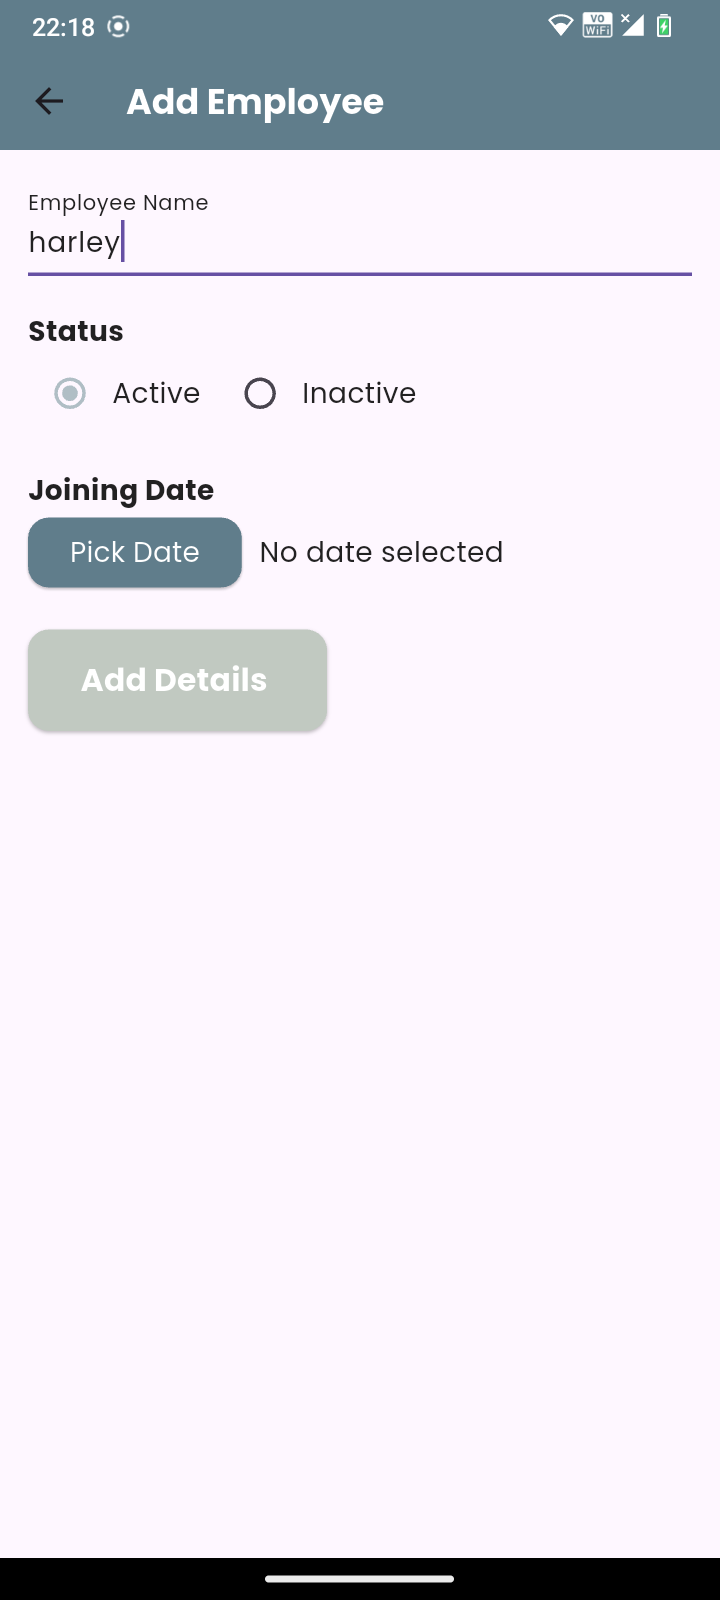 22:18
VO
WiFi
Add Employee
Employee Name
harley
Status
Active Inactive
Joining Date
Pick Date No date selected
Add Details